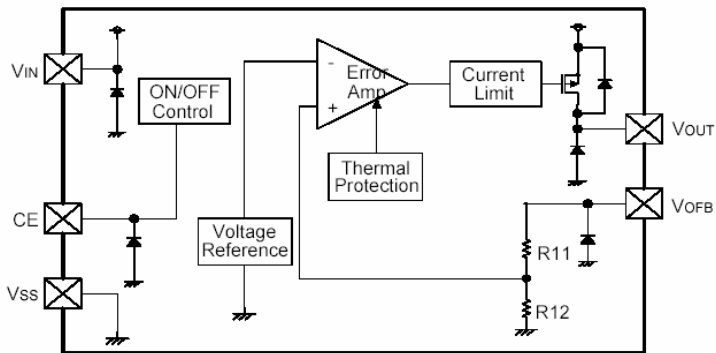 VIN
ON/OFF
Control
-
Error
Amp
+
Current
Limit
VOUT
Thermal
Protection
VOFB
CE
Voltage
Reference
R11
VSS
R12